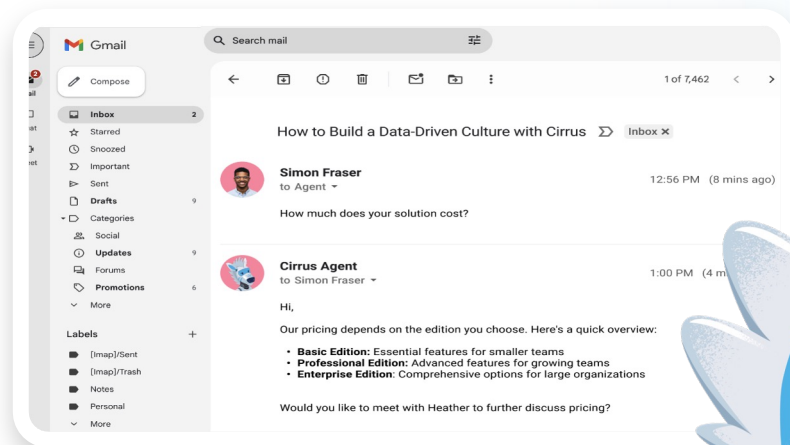 Gmail
Search mail
2
Compose
1 of 7,462
Inbox 2
Starred
Snoozed
Important
Sent
Drafts 9
Categories
Social
Updates 9
Forums
Promotions 6
More
Labels +
[Imap]/Sent
[Imap]/Trash
Notes
Personal
More
How to Build a Data-Driven Culture with Cirrus Inbox ×
Simon Fraser
12:56 PM (8 mins ago)
to Agent
How much does your solution cost?
Cirrus Agent
1:00 PM (4 m
to Simon Fraser
Hi,
Our pricing depends on the edition you choose. Here's a quick overview:
• Basic Edition: Essential features for smaller teams
• Professional Edition: Advanced features for growing teams
• Enterprise Edition: Comprehensive options for large organizations
Would you like to meet with Heather to further discuss pricing?